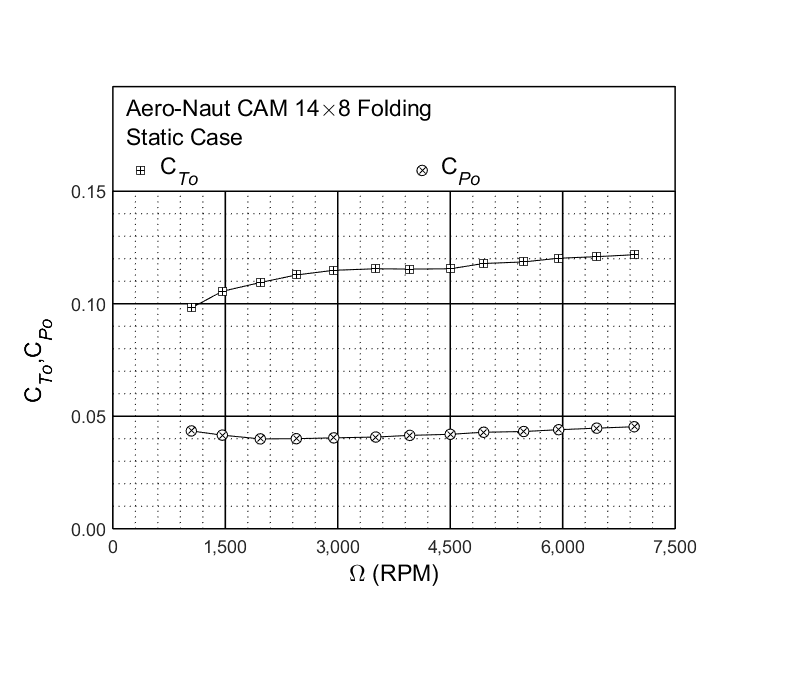 Aero-Naut CAM 14×8 Folding
Static Case
C_To C_Po
0.15
0.10
0.05
0.00
C_To,C_Po
0 1,500 3,000 4,500 6,000 7,500
Ω (RPM)